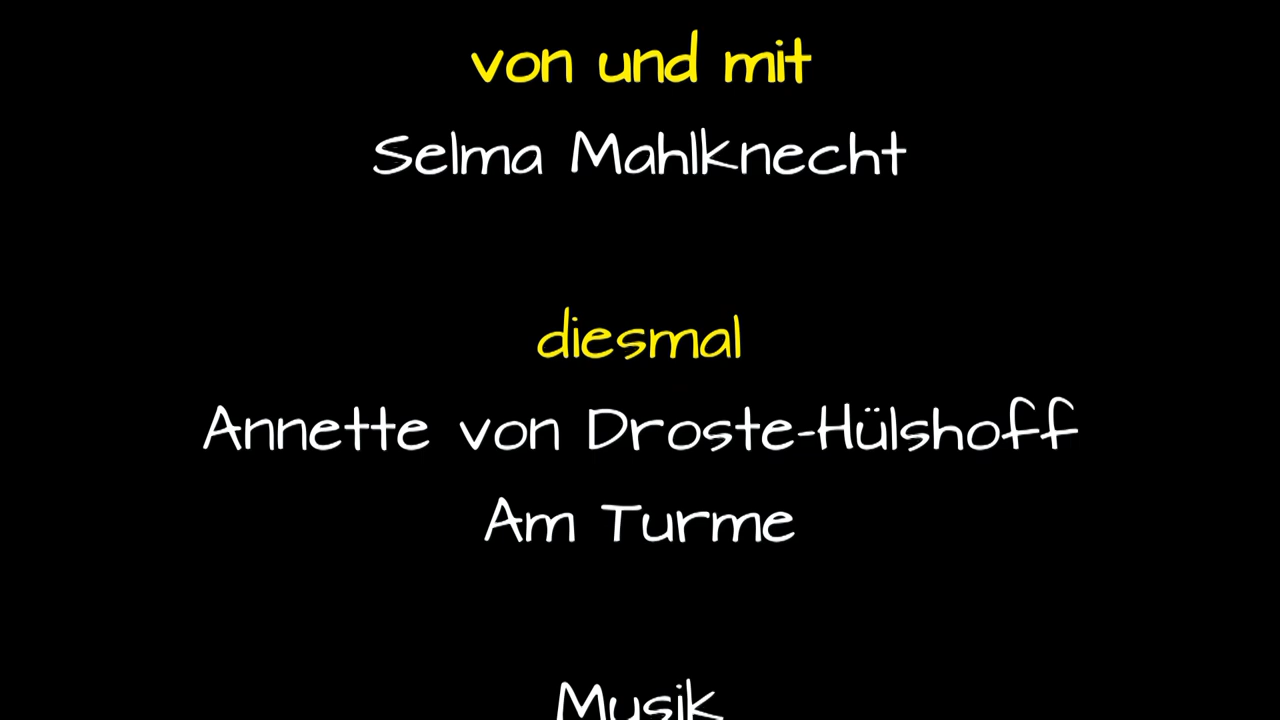 von und mit
Selma Mahlknecht
diesmal
Annette von Droste-Hülshoff
Am Turme
Musik